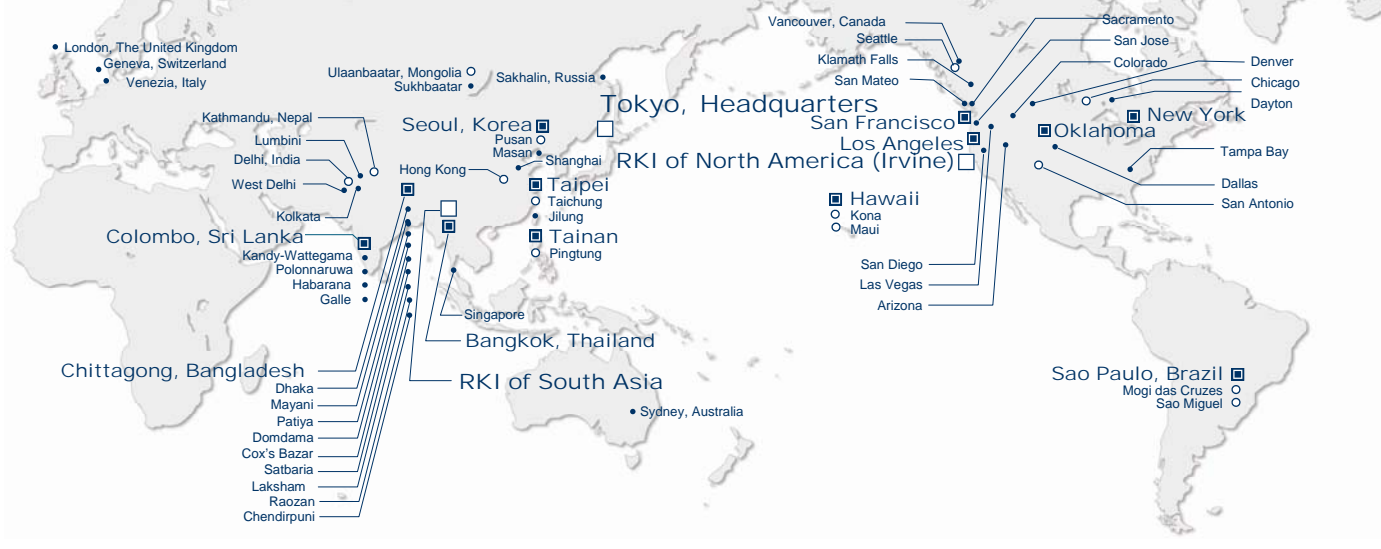 London, The United Kingdom
Geneva, Switzerland
Venezia, Italy
Ulaanbaatar, Mongolia
Sukhbaatar
Sakhalin, Russia
Kathmandu, Nepal
Lumbini
Delhi, India
West Delhi
Kolkata
Seoul, Korea
Pusan
Masan
Shanghai
Hong Kong
Tokyo, Headquarters
Taipei
Taichung
Jilung
Tainan
Pingtung
Colombo, Sri Lanka
Kandy-Wattegama
Polonnaruwa
Habarana
Galle
Singapore
Bangkok, Thailand
RKI of South Asia
Chittagong, Bangladesh
Dhaka
Mayani
Patiya
Domdama
Cox's Bazar
Satbaria
Laksham
Raozan
Chendirpuni
Sydney, Australia
Vancouver, Canada
Seattle
Klamath Falls
San Mateo
San Francisco
Los Angeles
RKI of North America (Irvine)
Hawaii
Kona
Maui
San Diego
Las Vegas
Arizona
Sacramento
San Jose
Colorado
Denver
Chicago
Dayton
New York
Oklahoma
Tampa Bay
Dallas
San Antonio
Sao Paulo, Brazil
Mogi das Cruzes
Sao Miguel